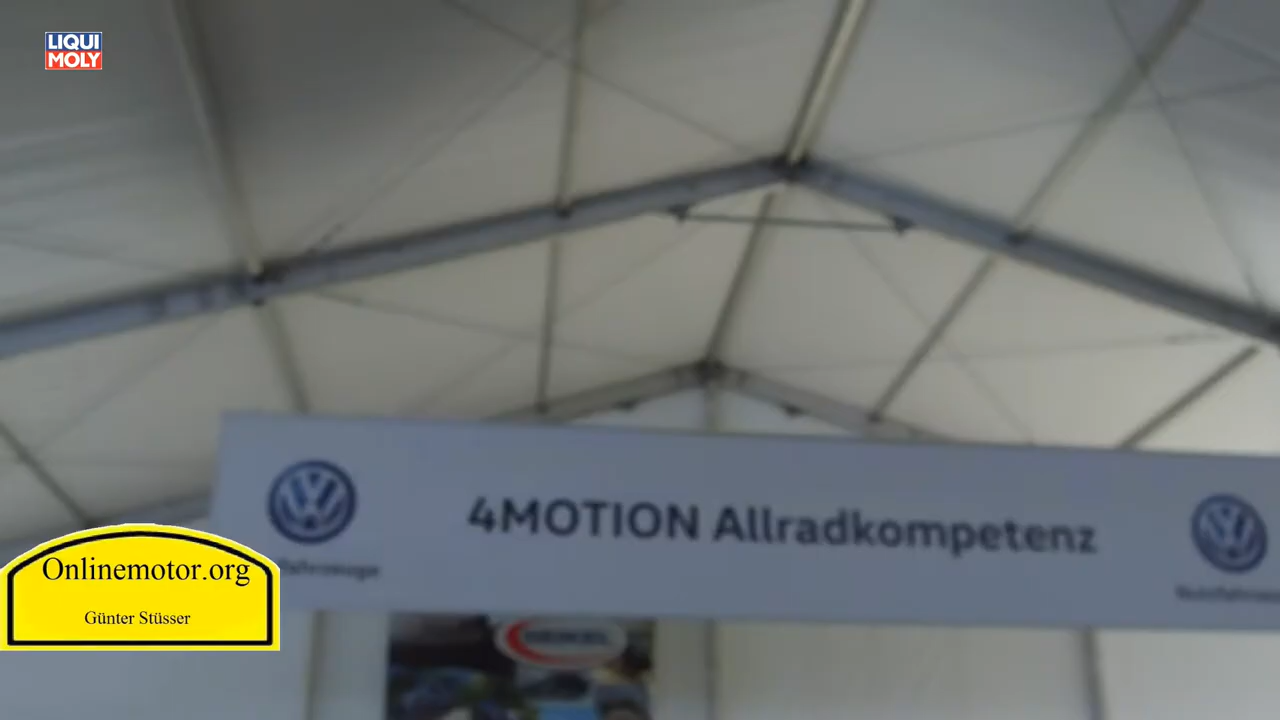 LIQUI
MOLY
4MOTION Allradkompetenz
Onlinemotor.org
Günter Stüsser